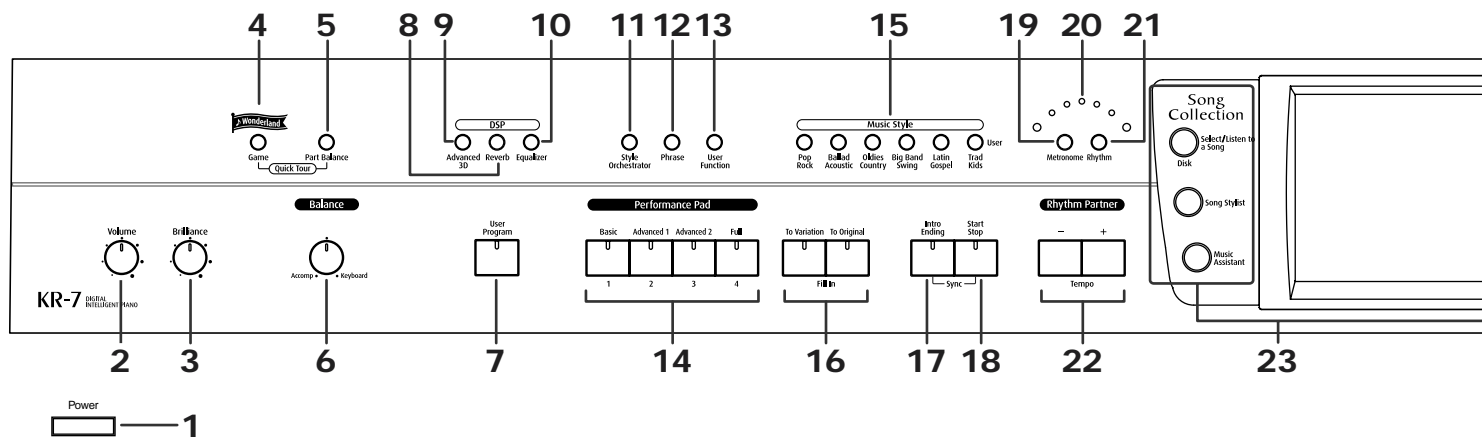 4 5 8 9 10 11 12 13 15 19 20 21
♪Wonderland
Game
Part Balance
Quick Tour
DSP
Advanced
3D
Reverb
Equalizer
Style
Orchestrator
Phrase
User
Function
Music Style
Pop
Rock
Ballad
Acoustic
Oldies
Country
Big Band
Swing
Latin
Gospel
Trad
Kids
User
Metronome
Rhythm
Song
Collection
Select/Listen to
a Song
Disk
Song Stylist
Music
Assistant
Volume
Brilliance
Balance
Accomp
Keyboard
User
Program
Performance Pad
Basic Advanced 1 Advanced 2 Full
1 2 3 4
To Variation To Original
Fill In
Intro
Ending
Start
Stop
Sync
Rhythm Partner
− +
Tempo
KR-7 DIGITAL
INTELLIGENT PIANO
2 3 6 7 14 16 17 18 22 23
Power
1